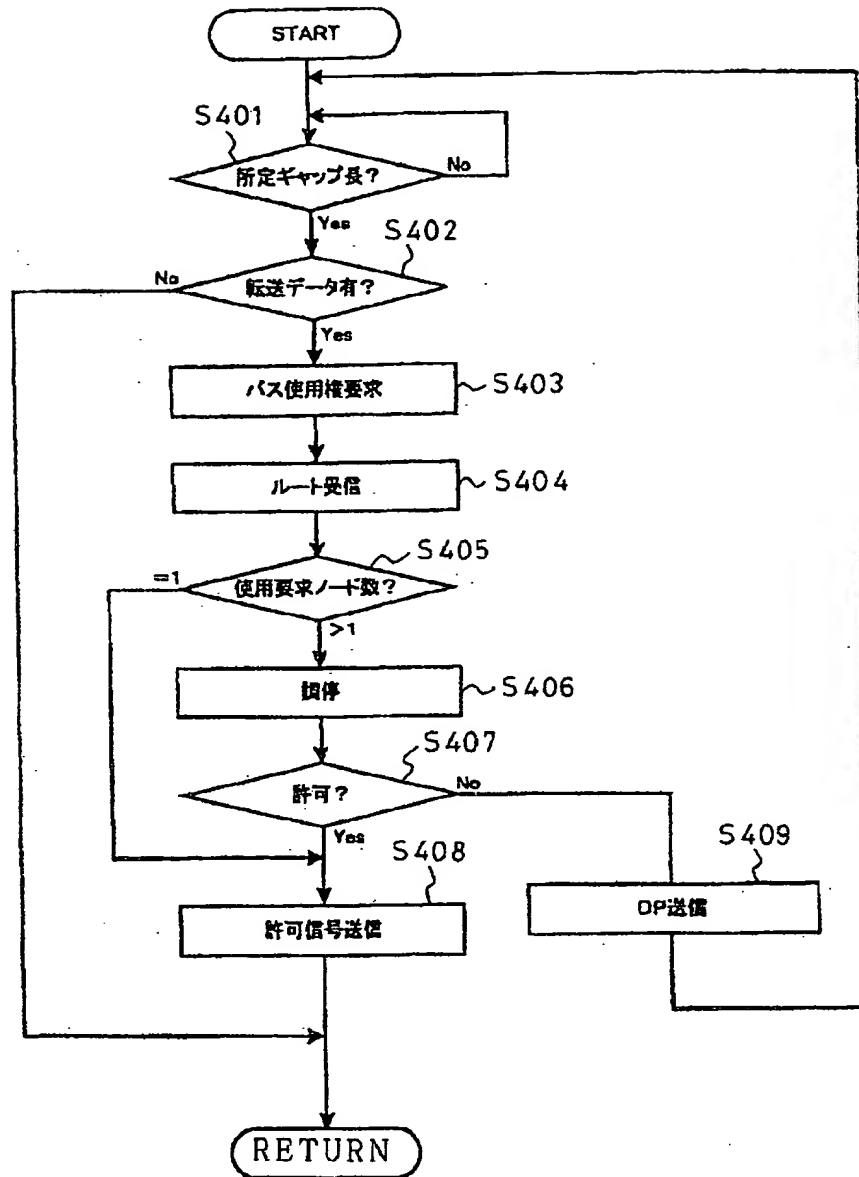 START
S401
所定ギャップ長?
No
Yes
S402
転送データ有?
No
Yes
バス使用権要求
S403
ルート受信
S404
S405
使用要求ノード数?
=1
>1
調停
S406
S407
許可?
No
Yes
S408
許可信号送信
S409
DP送信
RETURN